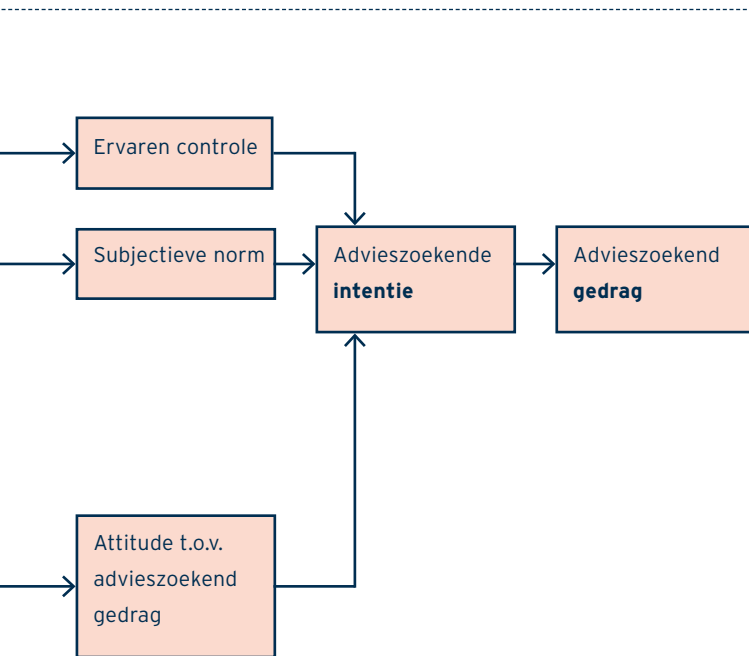 Ervaren controle
Subjectieve norm
Advieszoekende
intentie
Advieszoekend
gedrag
Attitude t.o.v.
advieszoekend
gedrag